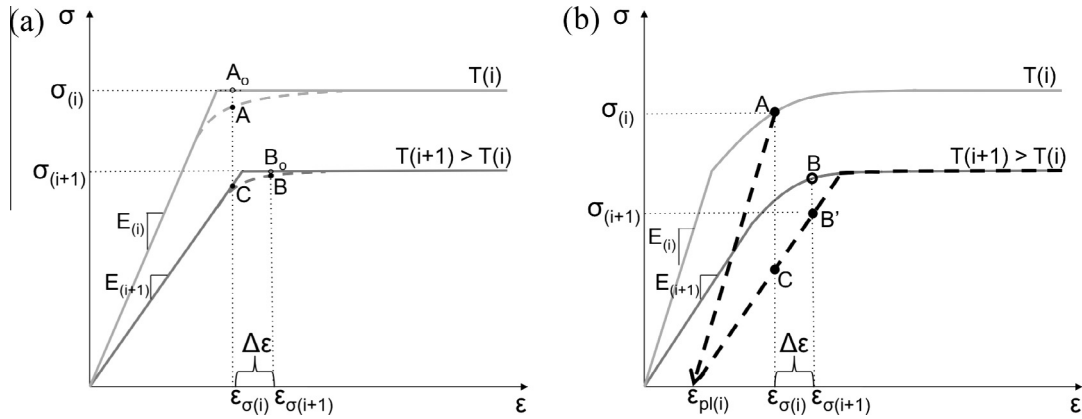 (a)
σ
T(i)
A₀
σ(i)
A
T(i+1) > T(i)
B₀
σ(i+1)
C
B
E(i)
E(i+1)
Δε
εσ(i)
εσ(i+1)
ε
(b)
σ
T(i)
A
σ(i)
T(i+1) > T(i)
B
σ(i+1)
B'
E(i)
C
E(i+1)
Δε
εpl(i)
εσ(i)
εσ(i+1)
ε